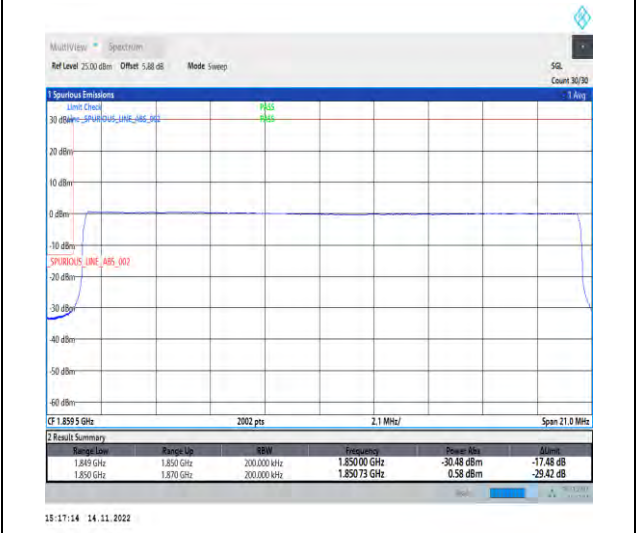 MultiView Spectrum
Ref Level 25.00 dBm Offset 5.88 dB Mode Sweep SGL
Count 30/30
1 Spurious Emissions 1 Avg
Limit Check PASS
30 dBm Line _SPURIOUS_LINE_ABS_002 PASS
20 dBm
10 dBm
0 dBm
-10 dBm
_SPURIOUS_LINE_ABS_002
-20 dBm
-30 dBm
-40 dBm
-50 dBm
-60 dBm
CF 1.859 5 GHz 2002 pts 2.1 MHz/ Span 21.0 MHz
2 Result Summary
Range Low Range Up RBW Frequency Power Abs ΔLimit
1.849 GHz 1.850 GHz 200.000 kHz 1.850 00 GHz -30.48 dBm -17.48 dB
1.850 GHz 1.870 GHz 200.000 kHz 1.850 73 GHz 0.58 dBm -29.42 dB
15:17:14 14.11.2022